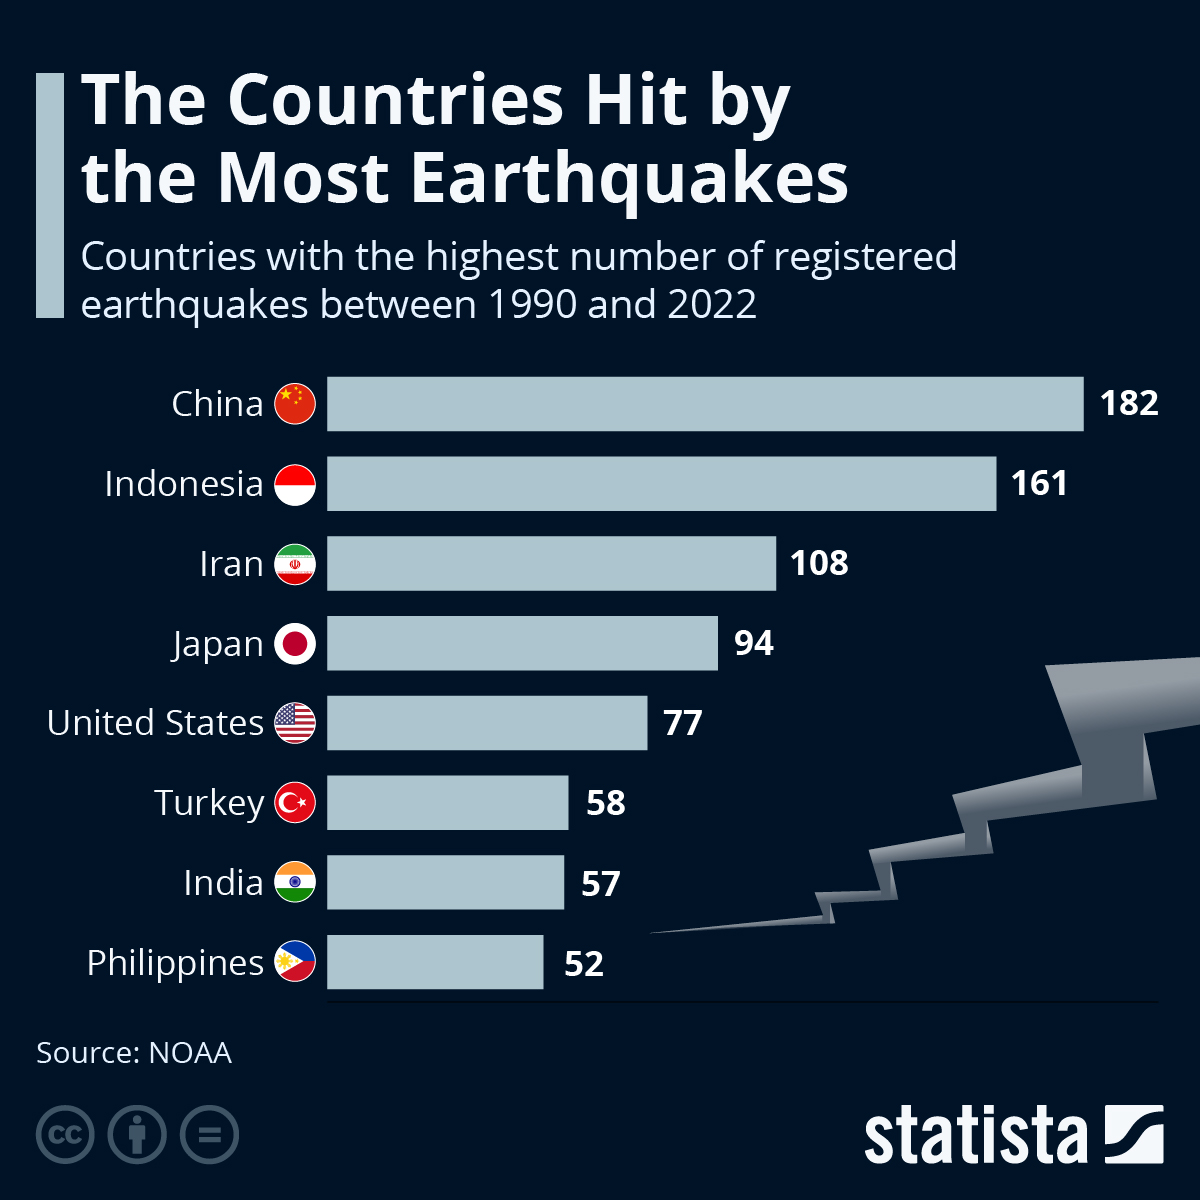 The Countries Hit by
the Most Earthquakes
Countries with the highest number of registered
earthquakes between 1990 and 2022
China 182
Indonesia 161
Iran 108
Japan 94
United States 77
Turkey 58
India 57
Philippines 52
Source: NOAA
cc
statista